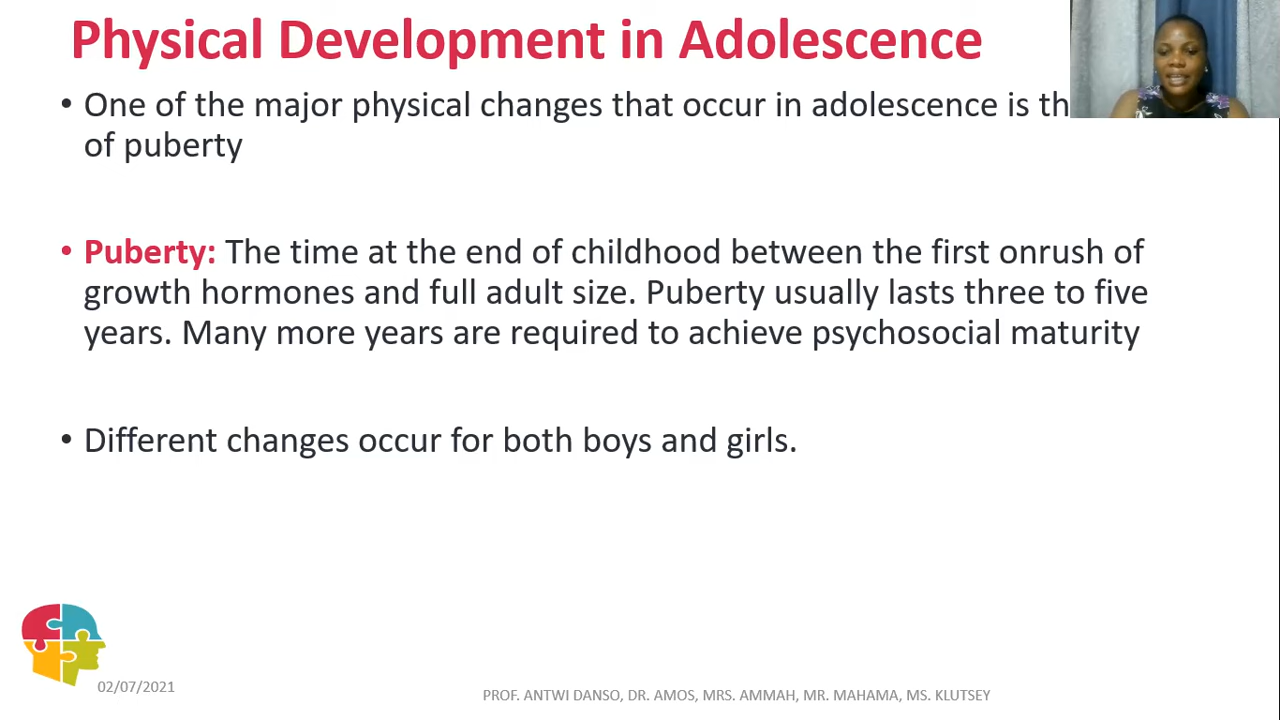 Physical Development in Adolescence
• One of the major physical changes that occur in adolescence is th
of puberty
• Puberty: The time at the end of childhood between the first onrush of
growth hormones and full adult size. Puberty usually lasts three to five
years. Many more years are required to achieve psychosocial maturity
• Different changes occur for both boys and girls.
02/07/2021
PROF. ANTWI DANSO, DR. AMOS, MRS. AMMAH, MR. MAHAMA, MS. KLUTSEY